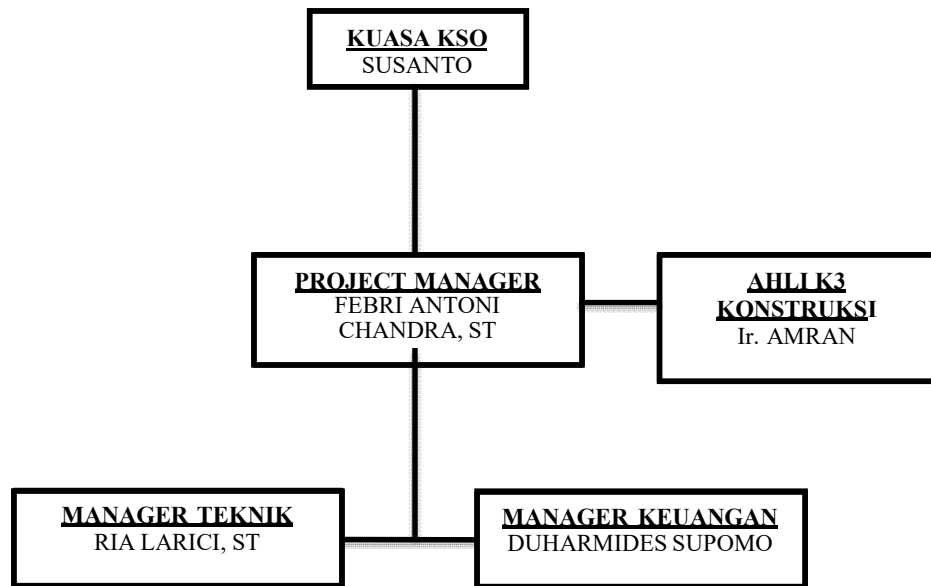 KUASA KSO
SUSANTO
PROJECT MANAGER
FEBRI ANTONI
CHANDRA, ST
AHLI K3
KONSTRUKSI
Ir. AMRAN
MANAGER TEKNIK
RIA LARICI, ST
MANAGER KEUANGAN
DUHARMIDES SUPOMO